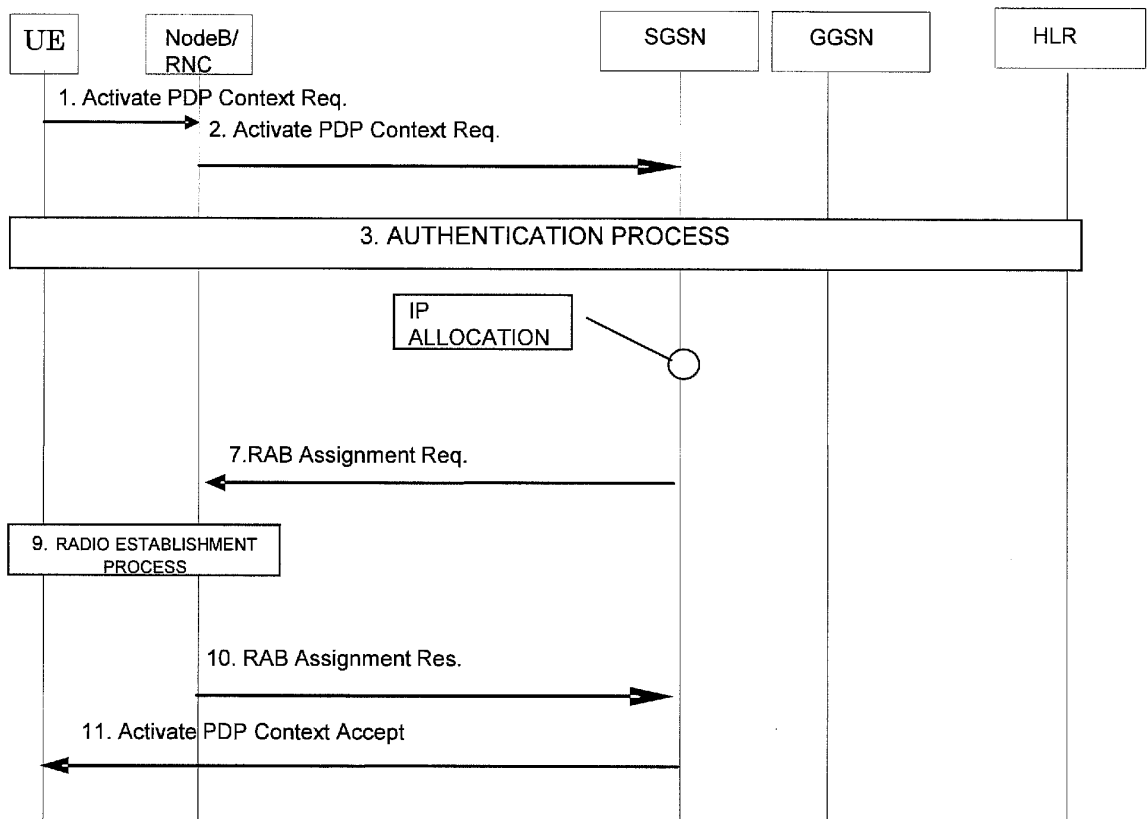 UE
NodeB/
RNC
SGSN
GGSN
HLR
1. Activate PDP Context Req.
2. Activate PDP Context Req.
3. AUTHENTICATION PROCESS
IP
ALLOCATION
7.RAB Assignment Req.
9. RADIO ESTABLISHMENT
PROCESS
10. RAB Assignment Res.
11. Activate PDP Context Accept